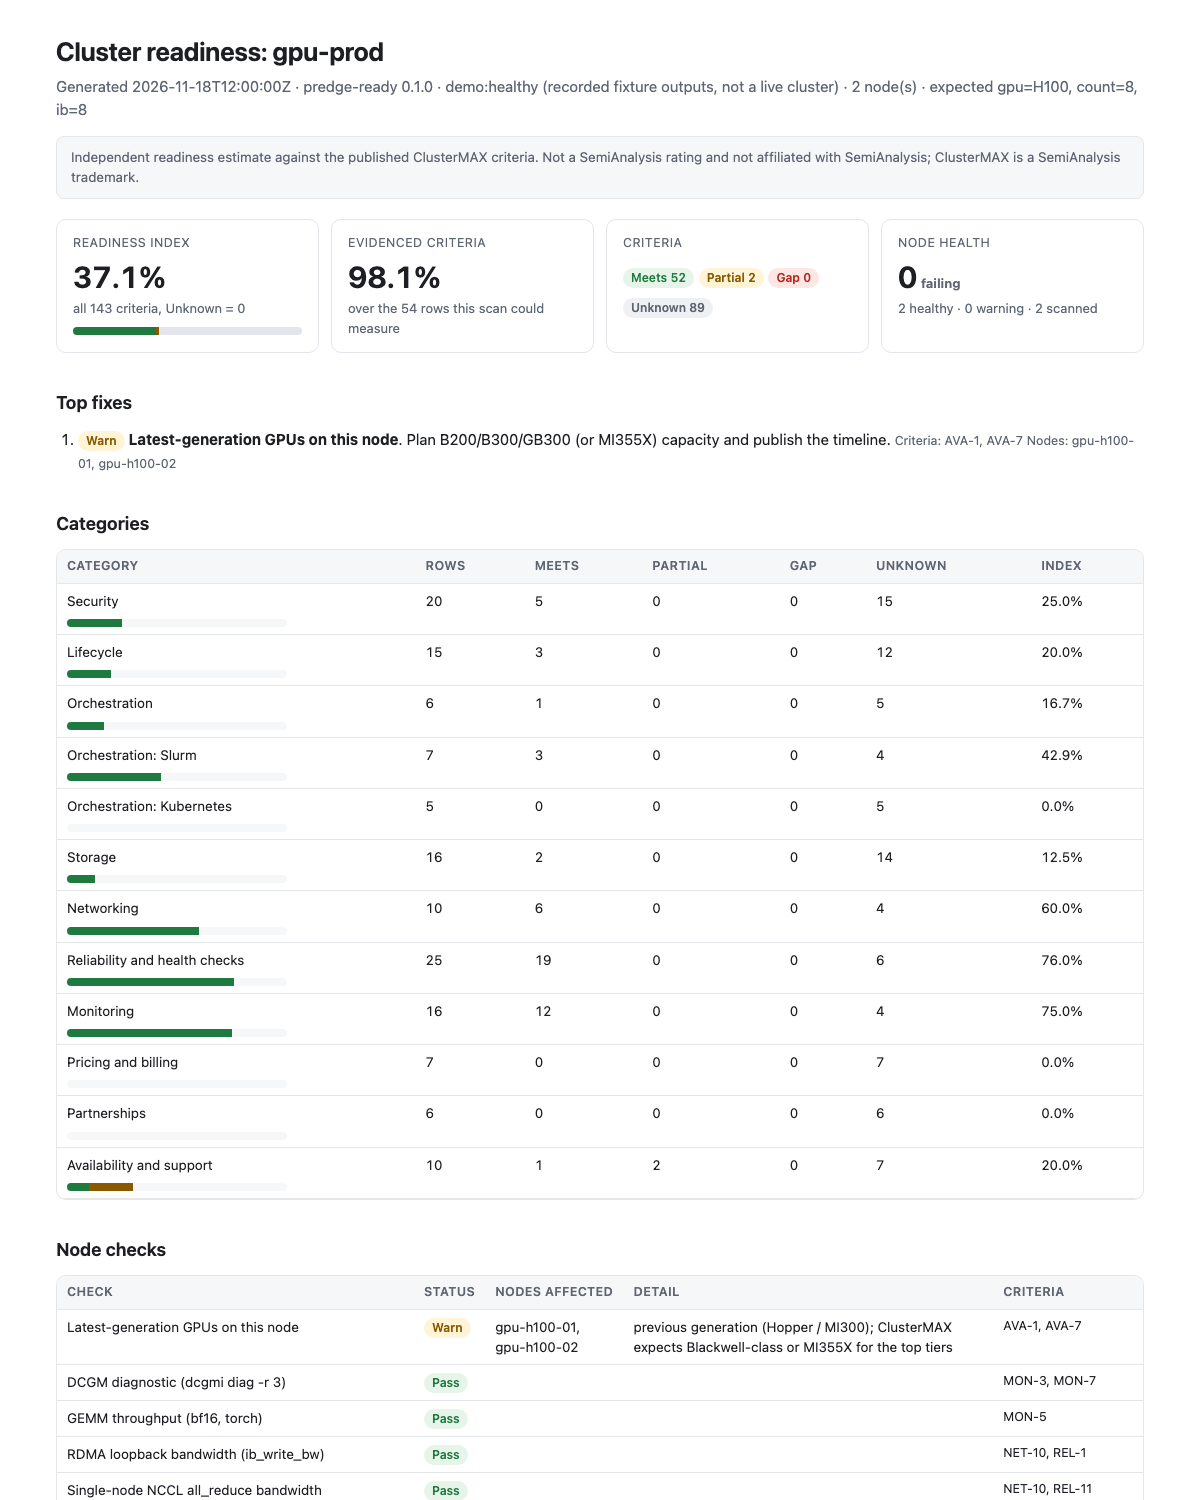 Cluster readiness: gpu-prod
Generated 2026-11-18T12:00:00Z · predge-ready 0.1.0 · demo:healthy (recorded fixture outputs, not a live cluster) · 2 node(s) · expected gpu=H100, count=8,
ib=8
Independent readiness estimate against the published ClusterMAX criteria. Not a SemiAnalysis rating and not affiliated with SemiAnalysis; ClusterMAX is a SemiAnalysis
trademark.
READINESS INDEX
37.1%
all 143 criteria, Unknown = 0
EVIDENCED CRITERIA
98.1%
over the 54 rows this scan could
measure
CRITERIA
Meets 52 Partial 2 Gap 0
Unknown 89
NODE HEALTH
0 failing
2 healthy · 0 warning · 2 scanned
Top fixes
1. Warn Latest-generation GPUs on this node. Plan B200/B300/GB300 (or MI355X) capacity and publish the timeline. Criteria: AVA-1, AVA-7 Nodes: gpu-h100-
01, gpu-h100-02
Categories
CATEGORY ROWS MEETS PARTIAL GAP UNKNOWN INDEX
Security 20 5 0 0 15 25.0%
Lifecycle 15 3 0 0 12 20.0%
Orchestration 6 1 0 0 5 16.7%
Orchestration: Slurm 7 3 0 0 4 42.9%
Orchestration: Kubernetes 5 0 0 0 5 0.0%
Storage 16 2 0 0 14 12.5%
Networking 10 6 0 0 4 60.0%
Reliability and health checks 25 19 0 0 6 76.0%
Monitoring 16 12 0 0 4 75.0%
Pricing and billing 7 0 0 0 7 0.0%
Partnerships 6 0 0 0 6 0.0%
Availability and support 10 1 2 0 7 20.0%
Node checks
CHECK STATUS NODES AFFECTED DETAIL CRITERIA
Latest-generation GPUs on this node Warn gpu-h100-01, previous generation (Hopper / MI300); ClusterMAX AVA-1, AVA-7
gpu-h100-02 expects Blackwell-class or MI355X for the top tiers
DCGM diagnostic (dcgmi diag -r 3) Pass MON-3, MON-7
GEMM throughput (bf16, torch) Pass MON-5
RDMA loopback bandwidth (ib_write_bw) Pass NET-10, REL-1
Single-node NCCL all_reduce bandwidth Pass NET-10, REL-11